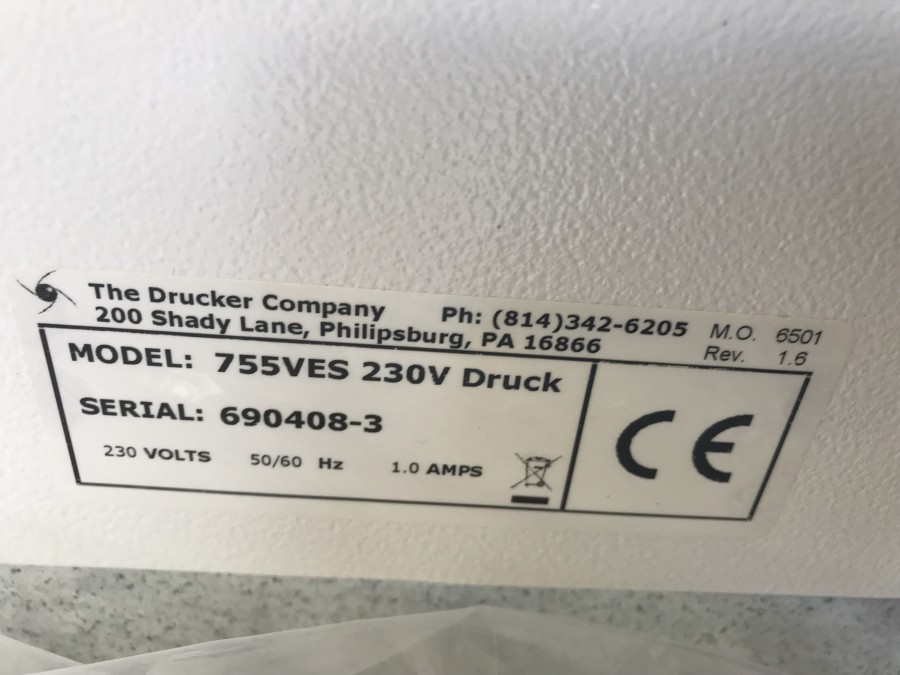 The Drucker Company Ph: (814)342-6205 M.O. 6501
200 Shady Lane, Philipsburg, PA 16866 Rev. 1.6
MODEL: 755VES 230V Druck
SERIAL: 690408-3
230 VOLTS 50/60 Hz 1.0 AMPS
CE